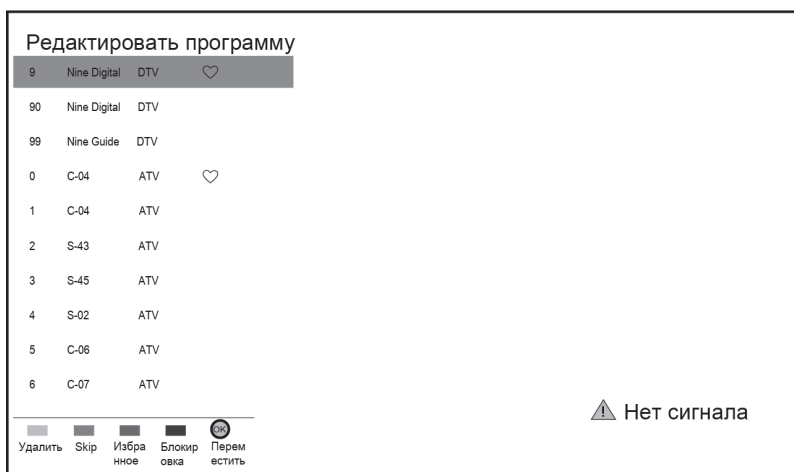 Редактировать программу
9 Nine Digital DTV
90 Nine Digital DTV
99 Nine Guide DTV
0 C-04 ATV
1 C-04 ATV
2 S-43 ATV
3 S-45 ATV
4 S-02 ATV
5 C-06 ATV
6 C-07 ATV
Нет сигнала
OK
Удалить Skip Избра Блокир Перем
нное овка естить